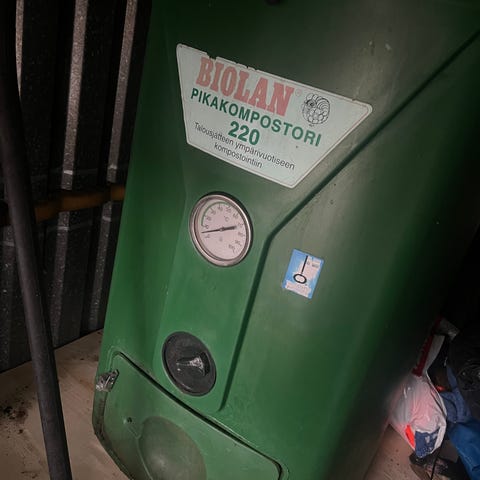 BIOLAN®
PIKAKOMPOSTORI
220
Talousjätteen ympärivuotiseen
kompostointiin
°C